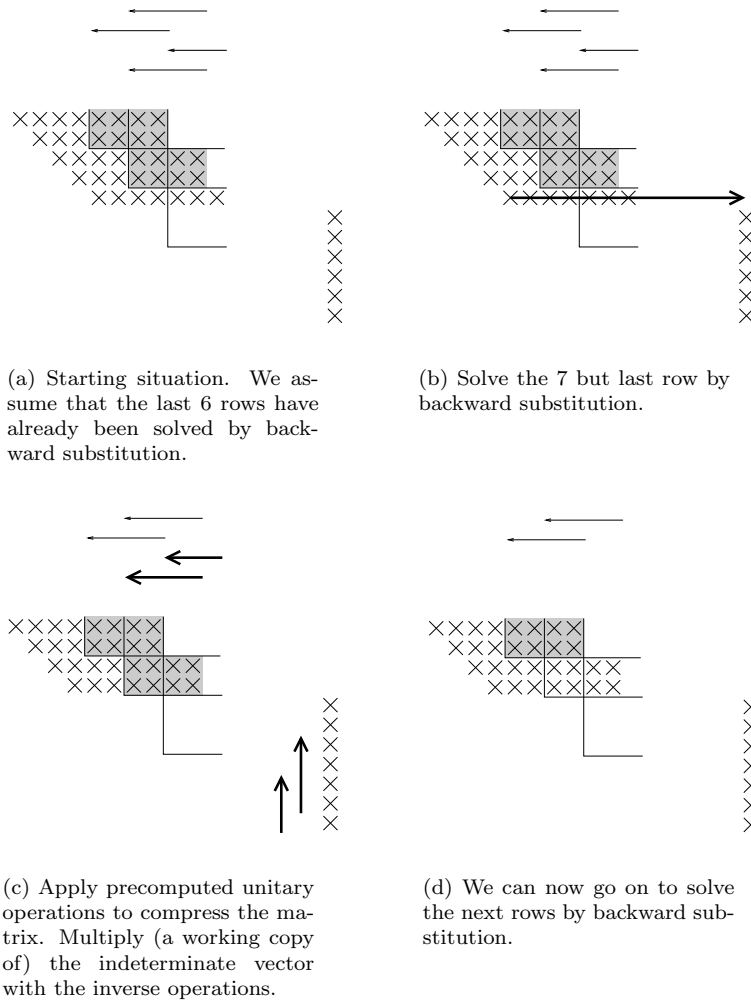 (a) Starting situation. We as-
sume that the last 6 rows have
already been solved by back-
ward substitution.
(b) Solve the 7 but last row by
backward substitution.
(c) Apply precomputed unitary
operations to compress the ma-
trix. Multiply (a working copy
of) the indeterminate vector
with the inverse operations.
(d) We can now go on to solve
the next rows by backward sub-
stitution.